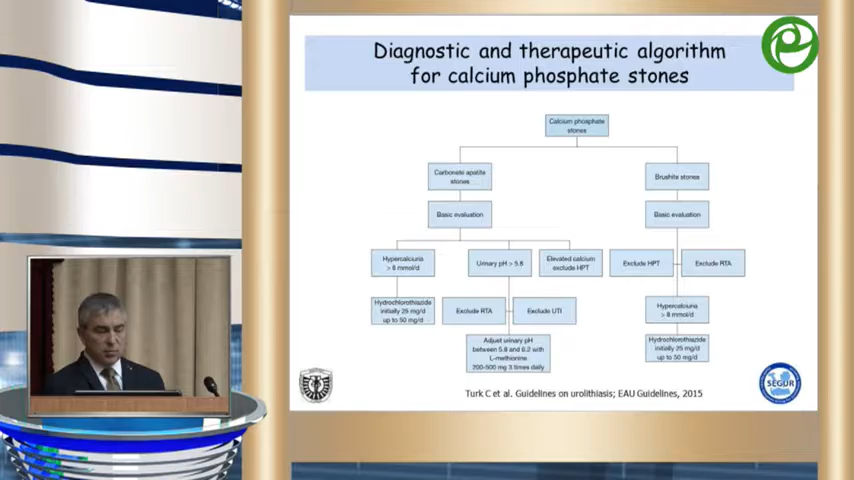 Diagnostic and therapeutic algorithm
for calcium phosphate stones
Calcium phosphate
stones
Carbonate apatite
stones
Brushite stones
Basic evaluation
Basic evaluation
Hypercalciuria
> 8 mmol/d
Urinary pH > 5.8
Elevated calcium
exclude HPT
Exclude HPT
Exclude RTA
Hydrochlorothiazide
initially 25 mg/d
up to 50 mg/d
Exclude RTA
Exclude UTI
Hypercalciuria
> 8 mmol/d
Adjust urinary pH
between 5.8 and 6.2 with
L-methionine
200-500 mg 3 times daily
Hydrochlorothiazide
initially 25 mg/d
up to 50 mg/d
Turk C et al. Guidelines on urolithiasis; EAU Guidelines, 2015
SEGUR